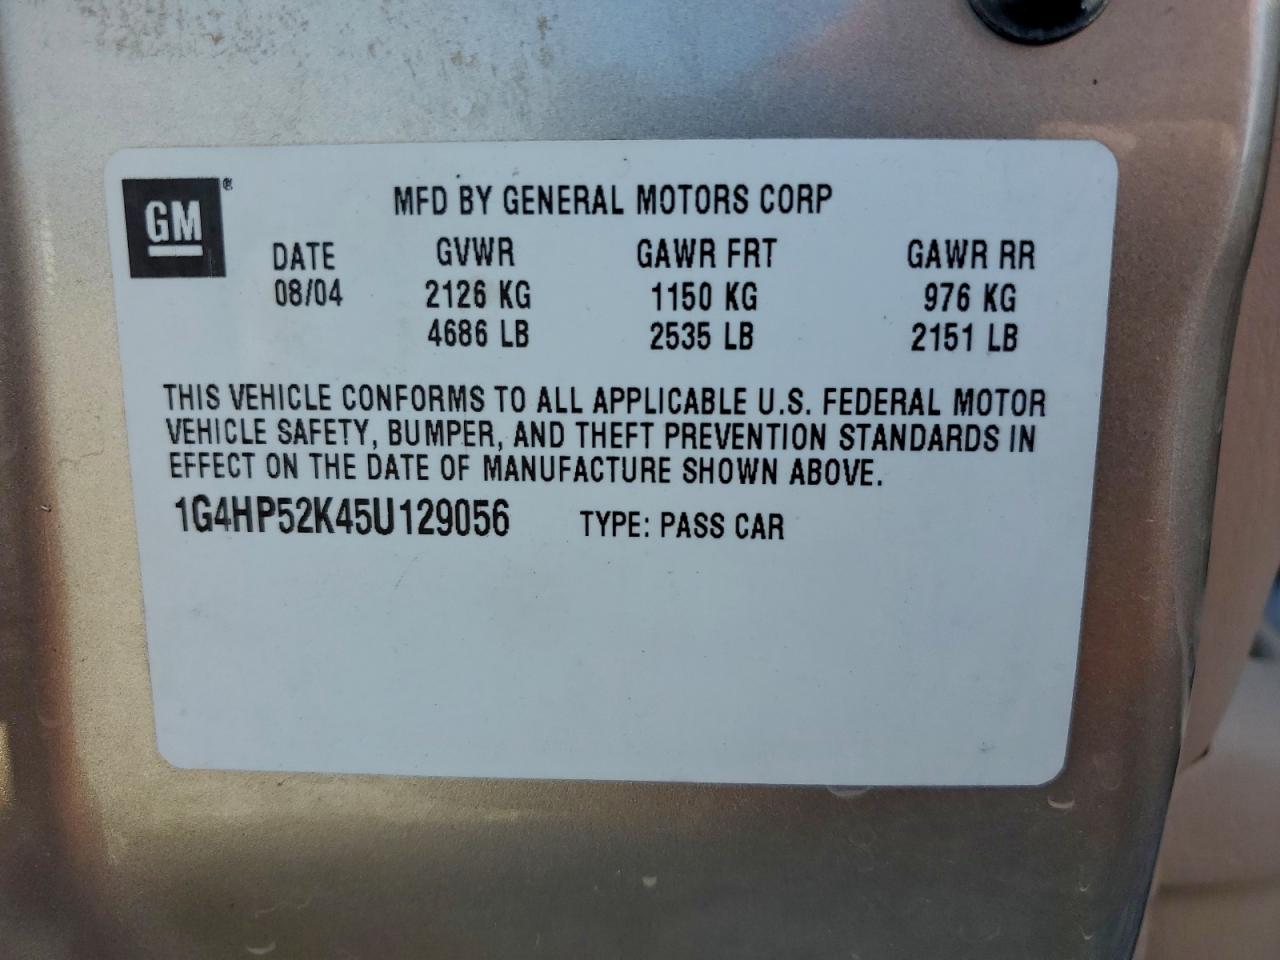 GM®
MFD BY GENERAL MOTORS CORP
DATE GVWR GAWR FRT GAWR RR
08/04 2126 KG 1150 KG 976 KG
4686 LB 2535 LB 2151 LB
THIS VEHICLE CONFORMS TO ALL APPLICABLE U.S. FEDERAL MOTOR
VEHICLE SAFETY, BUMPER, AND THEFT PREVENTION STANDARDS IN
EFFECT ON THE DATE OF MANUFACTURE SHOWN ABOVE.
1G4HP52K45U129056 TYPE: PASS CAR